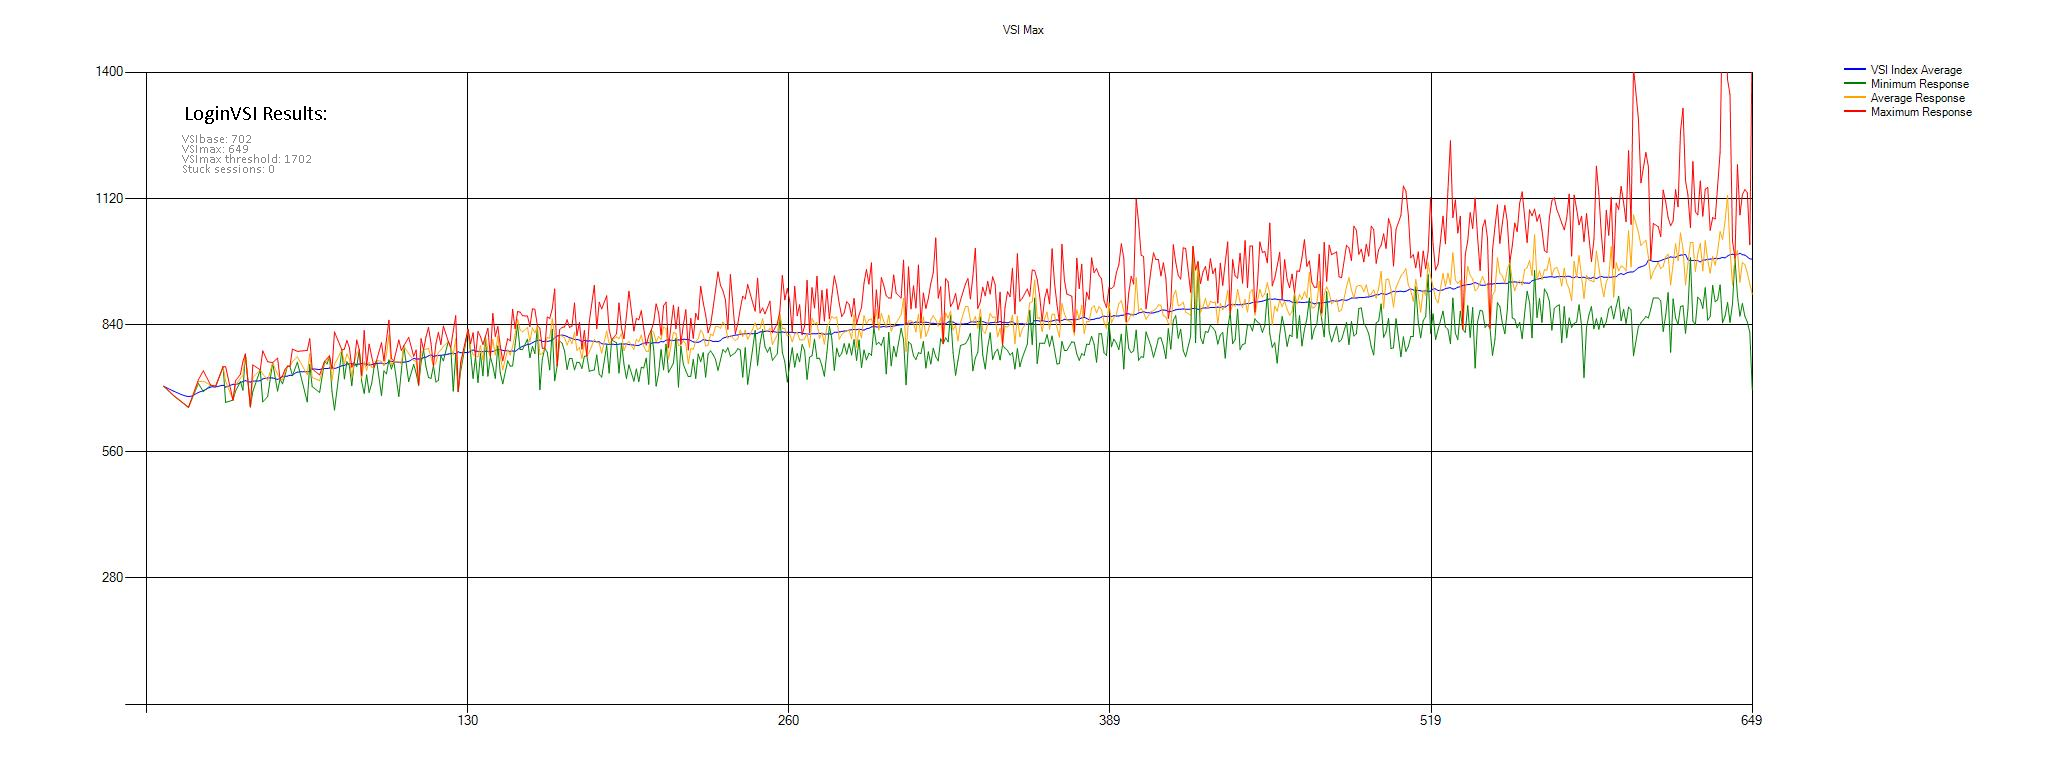 VSI Max
1400
1120
840
560
280
130
260
389
519
649
LoginVSI Results:
VSIbase: 702
VSImax: 649
VSImax threshold: 1702
Stuck sessions: 0
VSI Index Average
Minimum Response
Average Response
Maximum Response